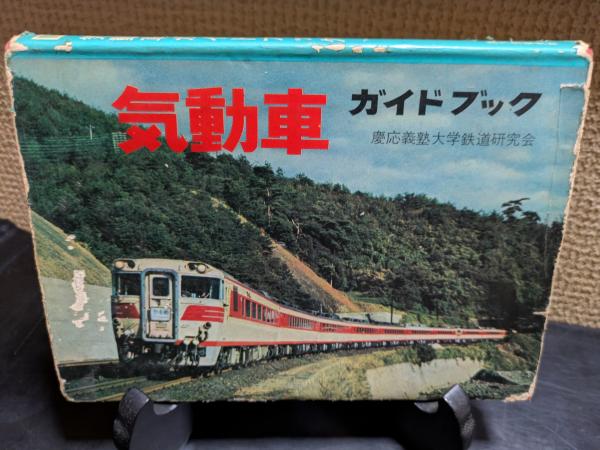 気動車 ガイドブック
慶応義塾大学鉄道研究会